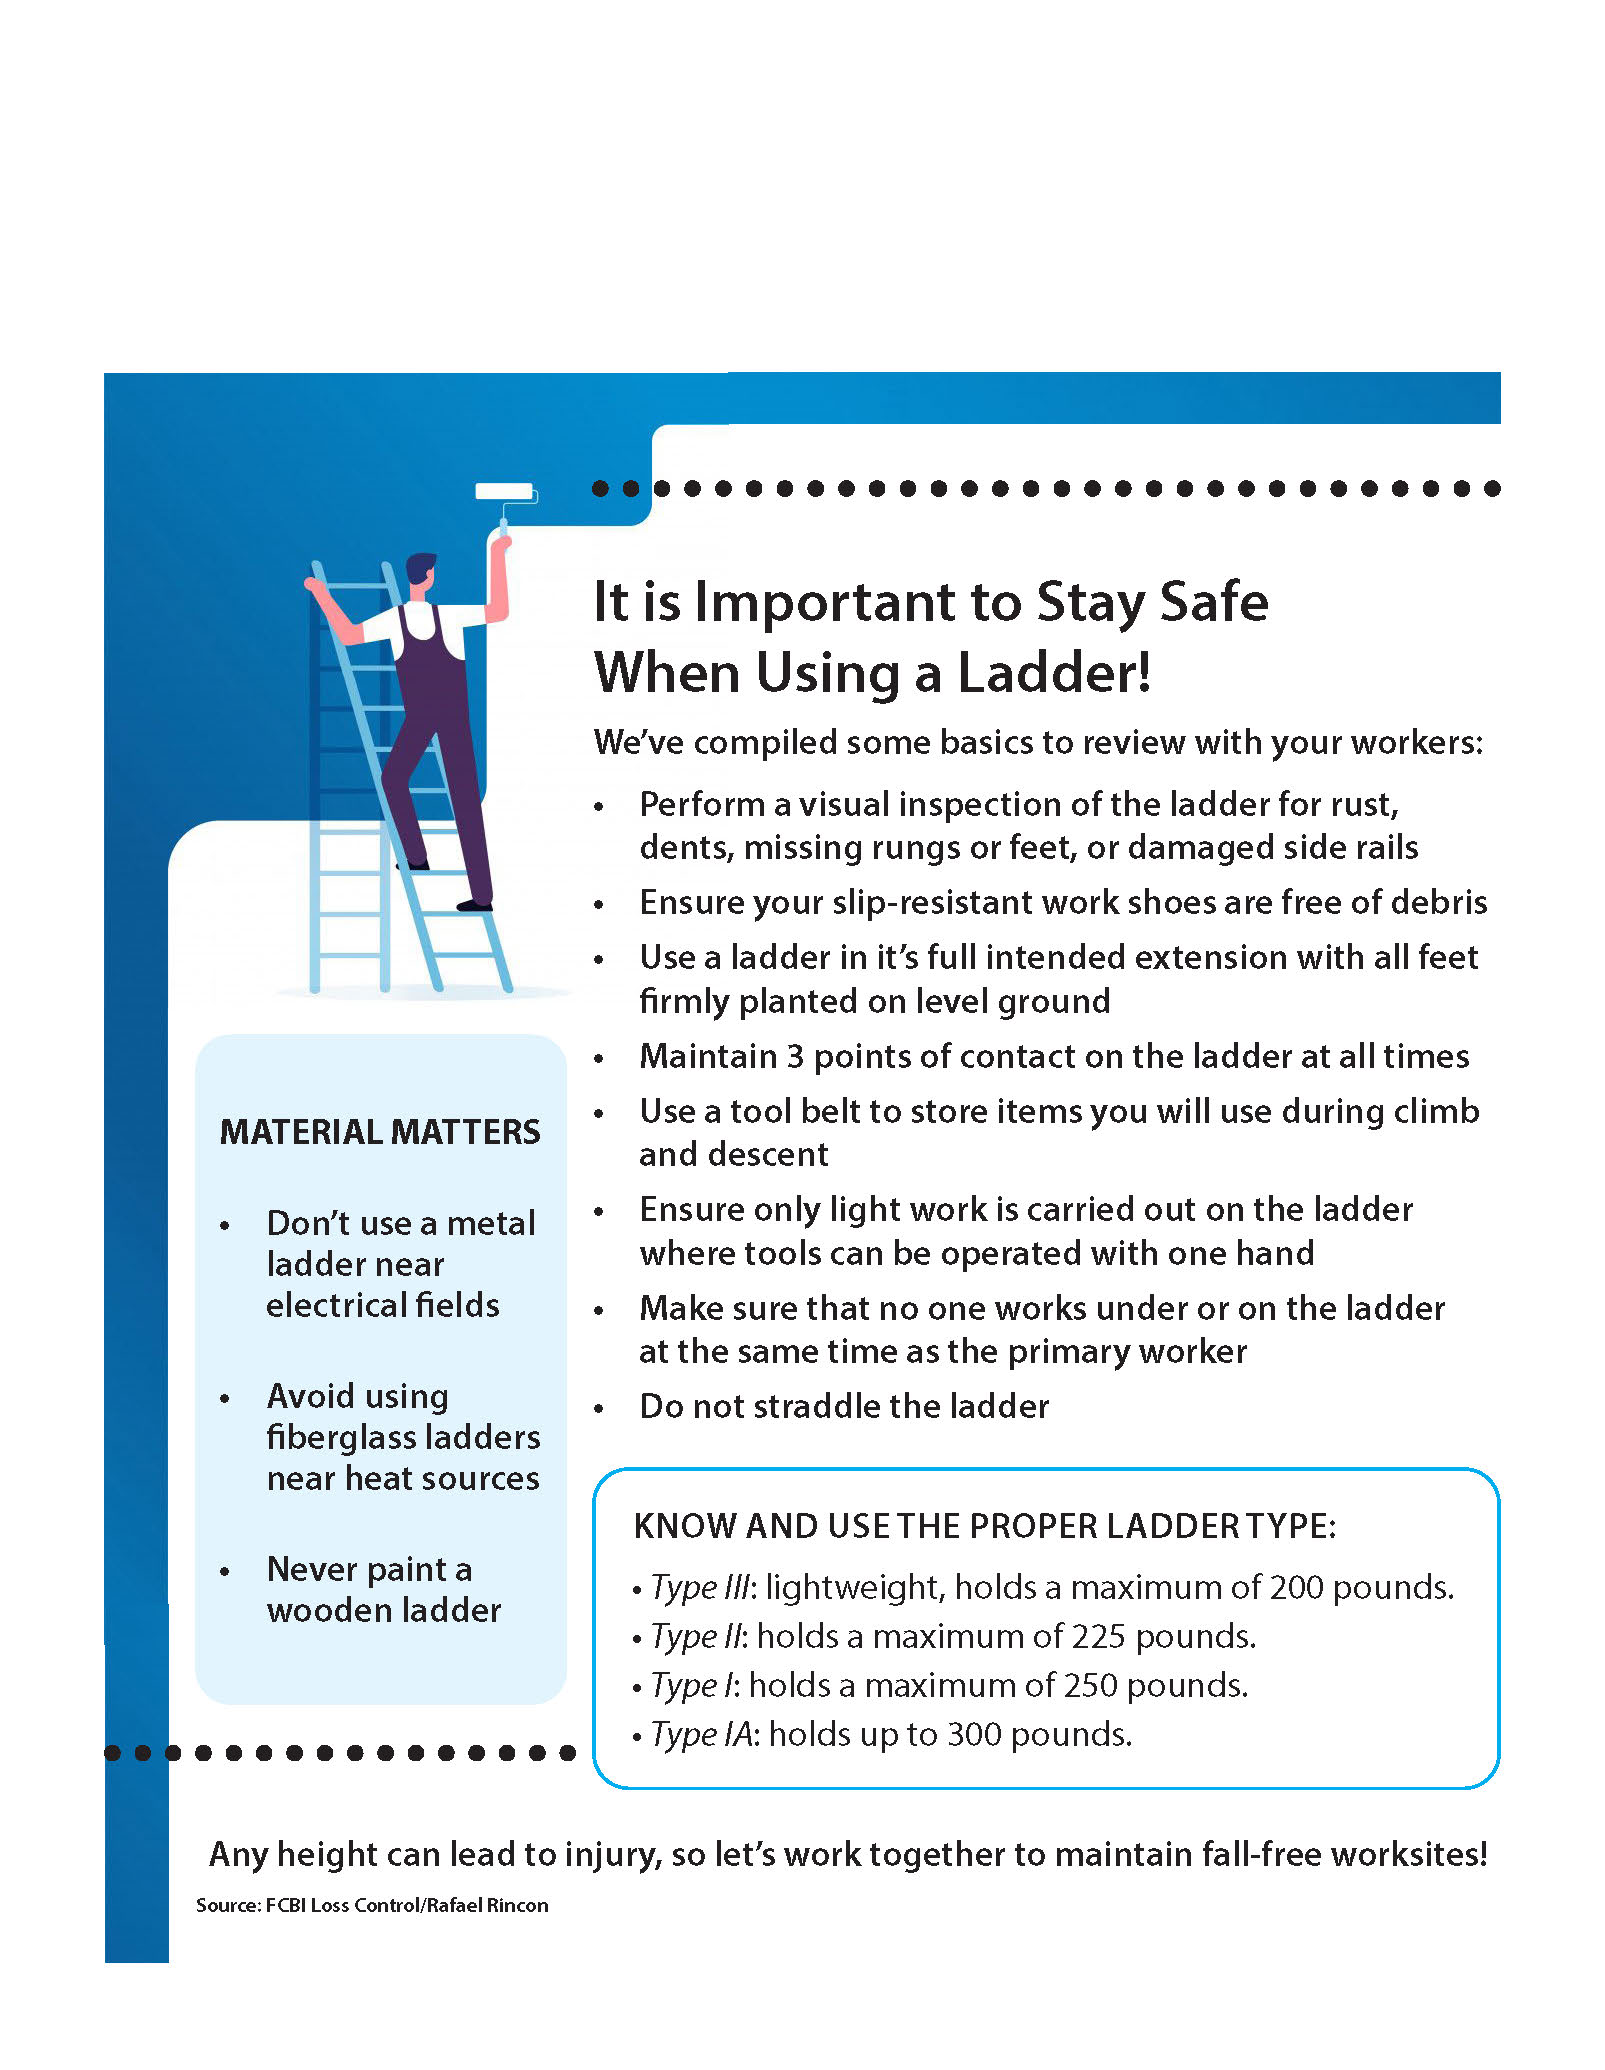 It is Important to Stay Safe
When Using a Ladder!
We’ve compiled some basics to review with your workers:
• Perform a visual inspection of the ladder for rust,
dents, missing rungs or feet, or damaged side rails
• Ensure your slip-resistant work shoes are free of debris
• Use a ladder in it’s full intended extension with all feet
firmly planted on level ground
• Maintain 3 points of contact on the ladder at all times
• Use a tool belt to store items you will use during climb
and descent
• Ensure only light work is carried out on the ladder
where tools can be operated with one hand
• Make sure that no one works under or on the ladder
at the same time as the primary worker
• Do not straddle the ladder
MATERIAL MATTERS
• Don’t use a metal
ladder near
electrical fields
• Avoid using
fiberglass ladders
near heat sources
• Never paint a
wooden ladder
KNOW AND USE THE PROPER LADDER TYPE:
• Type III: lightweight, holds a maximum of 200 pounds.
• Type II: holds a maximum of 225 pounds.
• Type I: holds a maximum of 250 pounds.
• Type IA: holds up to 300 pounds.
Any height can lead to injury, so let’s work together to maintain fall-free worksites!
Source: FCBI Loss Control/Rafael Rincon